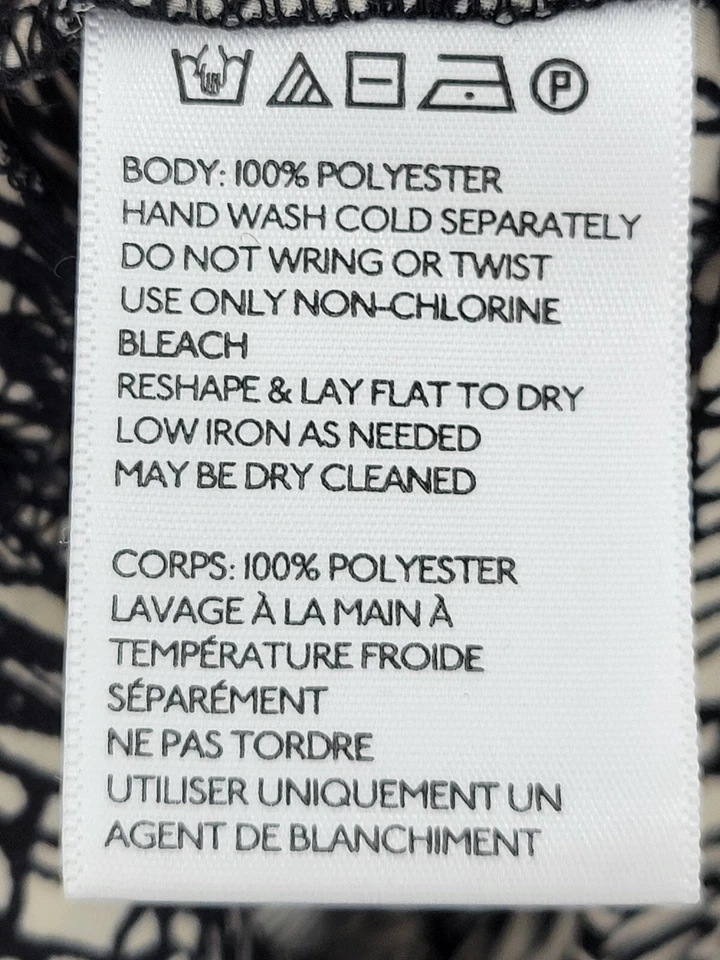 P
BODY: 100% POLYESTER
HAND WASH COLD SEPARATELY
DO NOT WRING OR TWIST
USE ONLY NON-CHLORINE
BLEACH
RESHAPE & LAY FLAT TO DRY
LOW IRON AS NEEDED
MAY BE DRY CLEANED
CORPS: 100% POLYESTER
LAVAGE À LA MAIN À
TEMPÉRATURE FROIDE
SÉPARÉMENT
NE PAS TORDRE
UTILISER UNIQUEMENT UN
AGENT DE BLANCHIMENT